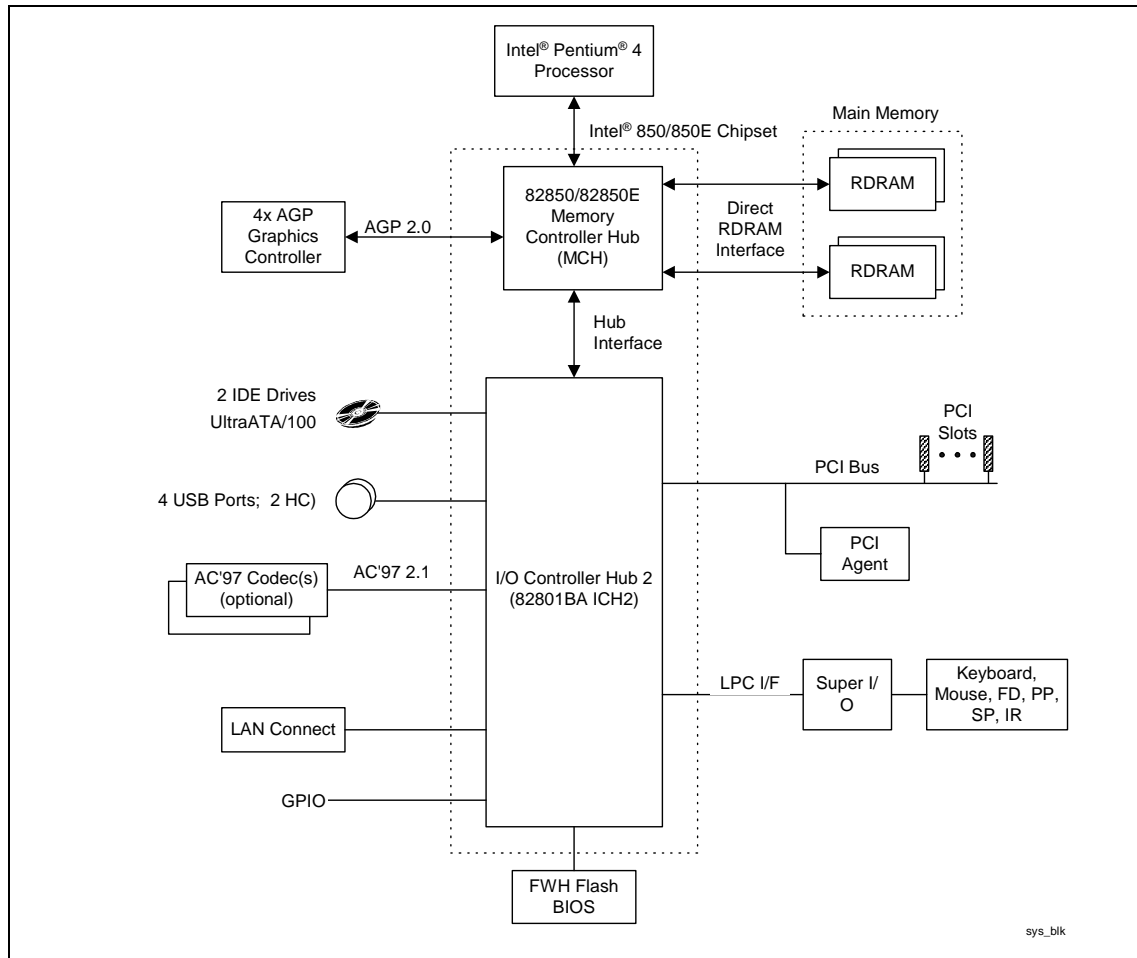 Intel® Pentium® 4
Processor
Intel® 850/850E Chipset
Main Memory
82850/82850E
Memory
Controller Hub
(MCH)
4x AGP
Graphics
Controller
AGP 2.0
Direct
RDRAM
Interface
RDRAM
RDRAM
Hub
Interface
2 IDE Drives
UltraATA/100
4 USB Ports;  2 HC)
AC'97 Codec(s)
(optional)
AC'97 2.1
I/O Controller Hub 2
(82801BA ICH2)
PCI
Slots
PCI Bus
PCI
Agent
LPC I/F
Super I/
O
Keyboard,
Mouse, FD, PP,
SP, IR
LAN Connect
GPIO
FWH Flash
BIOS
sys_blk